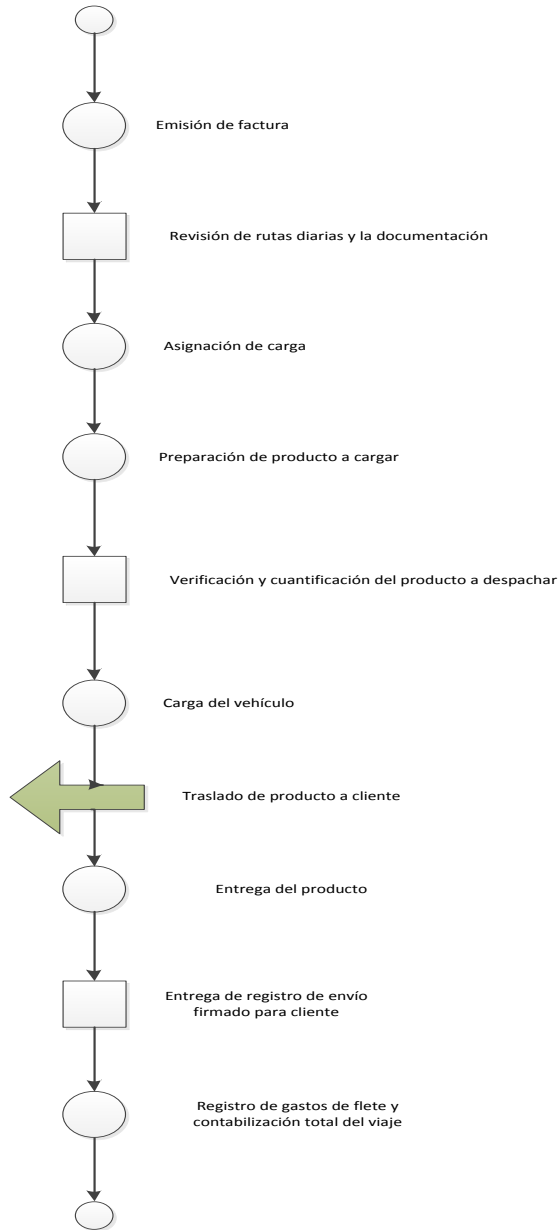 Emisión de factura
Revisión de rutas diarias y la documentación
Asignación de carga
Preparación de producto a cargar
Verificación y cuantificación del producto a despachar
Carga del vehículo
Traslado de producto a cliente
Entrega del producto
Entrega de registro de envío
firmado para cliente
Registro de gastos de flete y
contabilización total del viaje